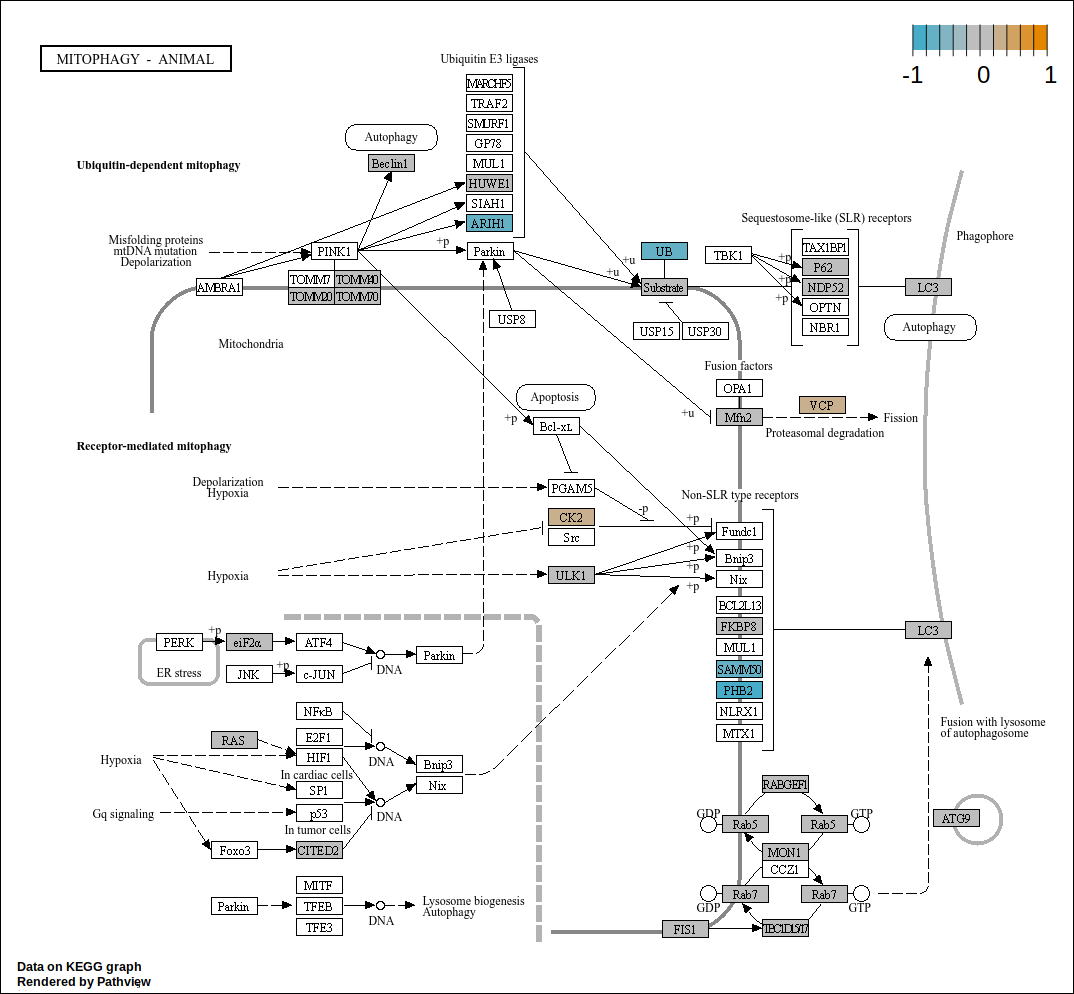 MITOPHAGY - ANIMAL
-1 0 1
Ubiquitin E3 ligases
MARCHF5
TRAF2
SMURF1
GP78
MUL1
HUWE1
SIAH1
ARIH1
Autophagy
Beclin1
Ubiquitin-dependent mitophagy
Misfolding proteins
mtDNA mutation
Depolarization
PINK1
+p
Parkin
AMBRA1
TOMM7 TOMM40
TOMM20 TOMM70
Mitochondria
USP8
+u
+u
UB
Substrate
USP15 USP30
TBK1
+p
+p
+p
Sequestosome-like (SLR) receptors
TAX1BP1
P62
NDP52
OPTN
NBR1
Phagophore
LC3
Autophagy
Fusion factors
OPA1
Mfn2
+u
VCP
Fission
Proteasomal degradation
Apoptosis
+p
Bcl-xL
Receptor-mediated mitophagy
Depolarization
Hypoxia
PGAM5
-p
CK2
Src
Hypoxia
ULK1
Non-SLR type receptors
+p
+p
+p
+p
Fundc1
Bnip3
Nix
BCL2L13
FKBP8
MUL1
SAMM50
PHB2
NLRX1
MTX1
LC3
PERK
+p
eiF2α
ATF4
ER stress
JNK
+p
c-JUN
DNA
Parkin
NFκB
E2F1
HIF1
RAS
Hypoxia
In cardiac cells
SP1
Gq signaling
p53
In tumor cells
Foxo3
CITED2
DNA
DNA
Bnip3
Nix
Parkin
MITF
TFEB
TFE3
DNA
Lysosome biogenesis
Autophagy
Fusion with lysosome
of autophagosome
RABGEF1
GDP
Rab5
Rab5
GTP
MON1
CCZ1
GDP
Rab7
Rab7
GTP
FIS1
TBC1D15/17
ATG9
Data on KEGG graph
Rendered by Pathview